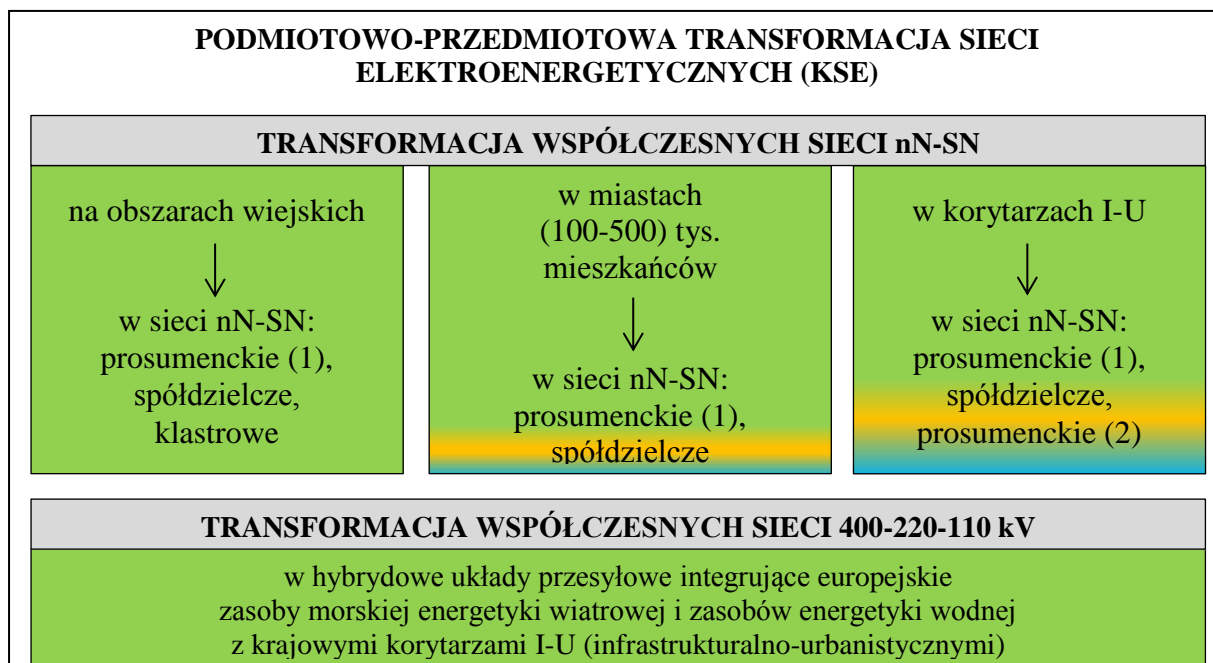 PODMIOTOWO-PRZEDMIOTOWA TRANSFORMACJA SIECI
ELEKTROENERGETYCZNYCH (KSE)
TRANSFORMACJA WSPÓŁCZESNYCH SIECI nN-SN
na obszarach wiejskich
w sieci nN-SN:
prosumenckie (1),
spółdzielcze,
klastrowe
w miastach
(100-500) tys.
mieszkańców
w sieci nN-SN:
prosumenckie (1),
spółdzielcze
w korytarzach I-U
w sieci nN-SN:
prosumenckie (1),
spółdzielcze,
prosumenckie (2)
TRANSFORMACJA WSPÓŁCZESNYCH SIECI 400-220-110 kV
w hybrydowe układy przesyłowe integrujące europejskie
zasoby morskiej energetyki wiatrowej i zasobów energetyki wodnej
z krajowymi korytarzami I-U (infrastrukturalno-urbanistycznymi)